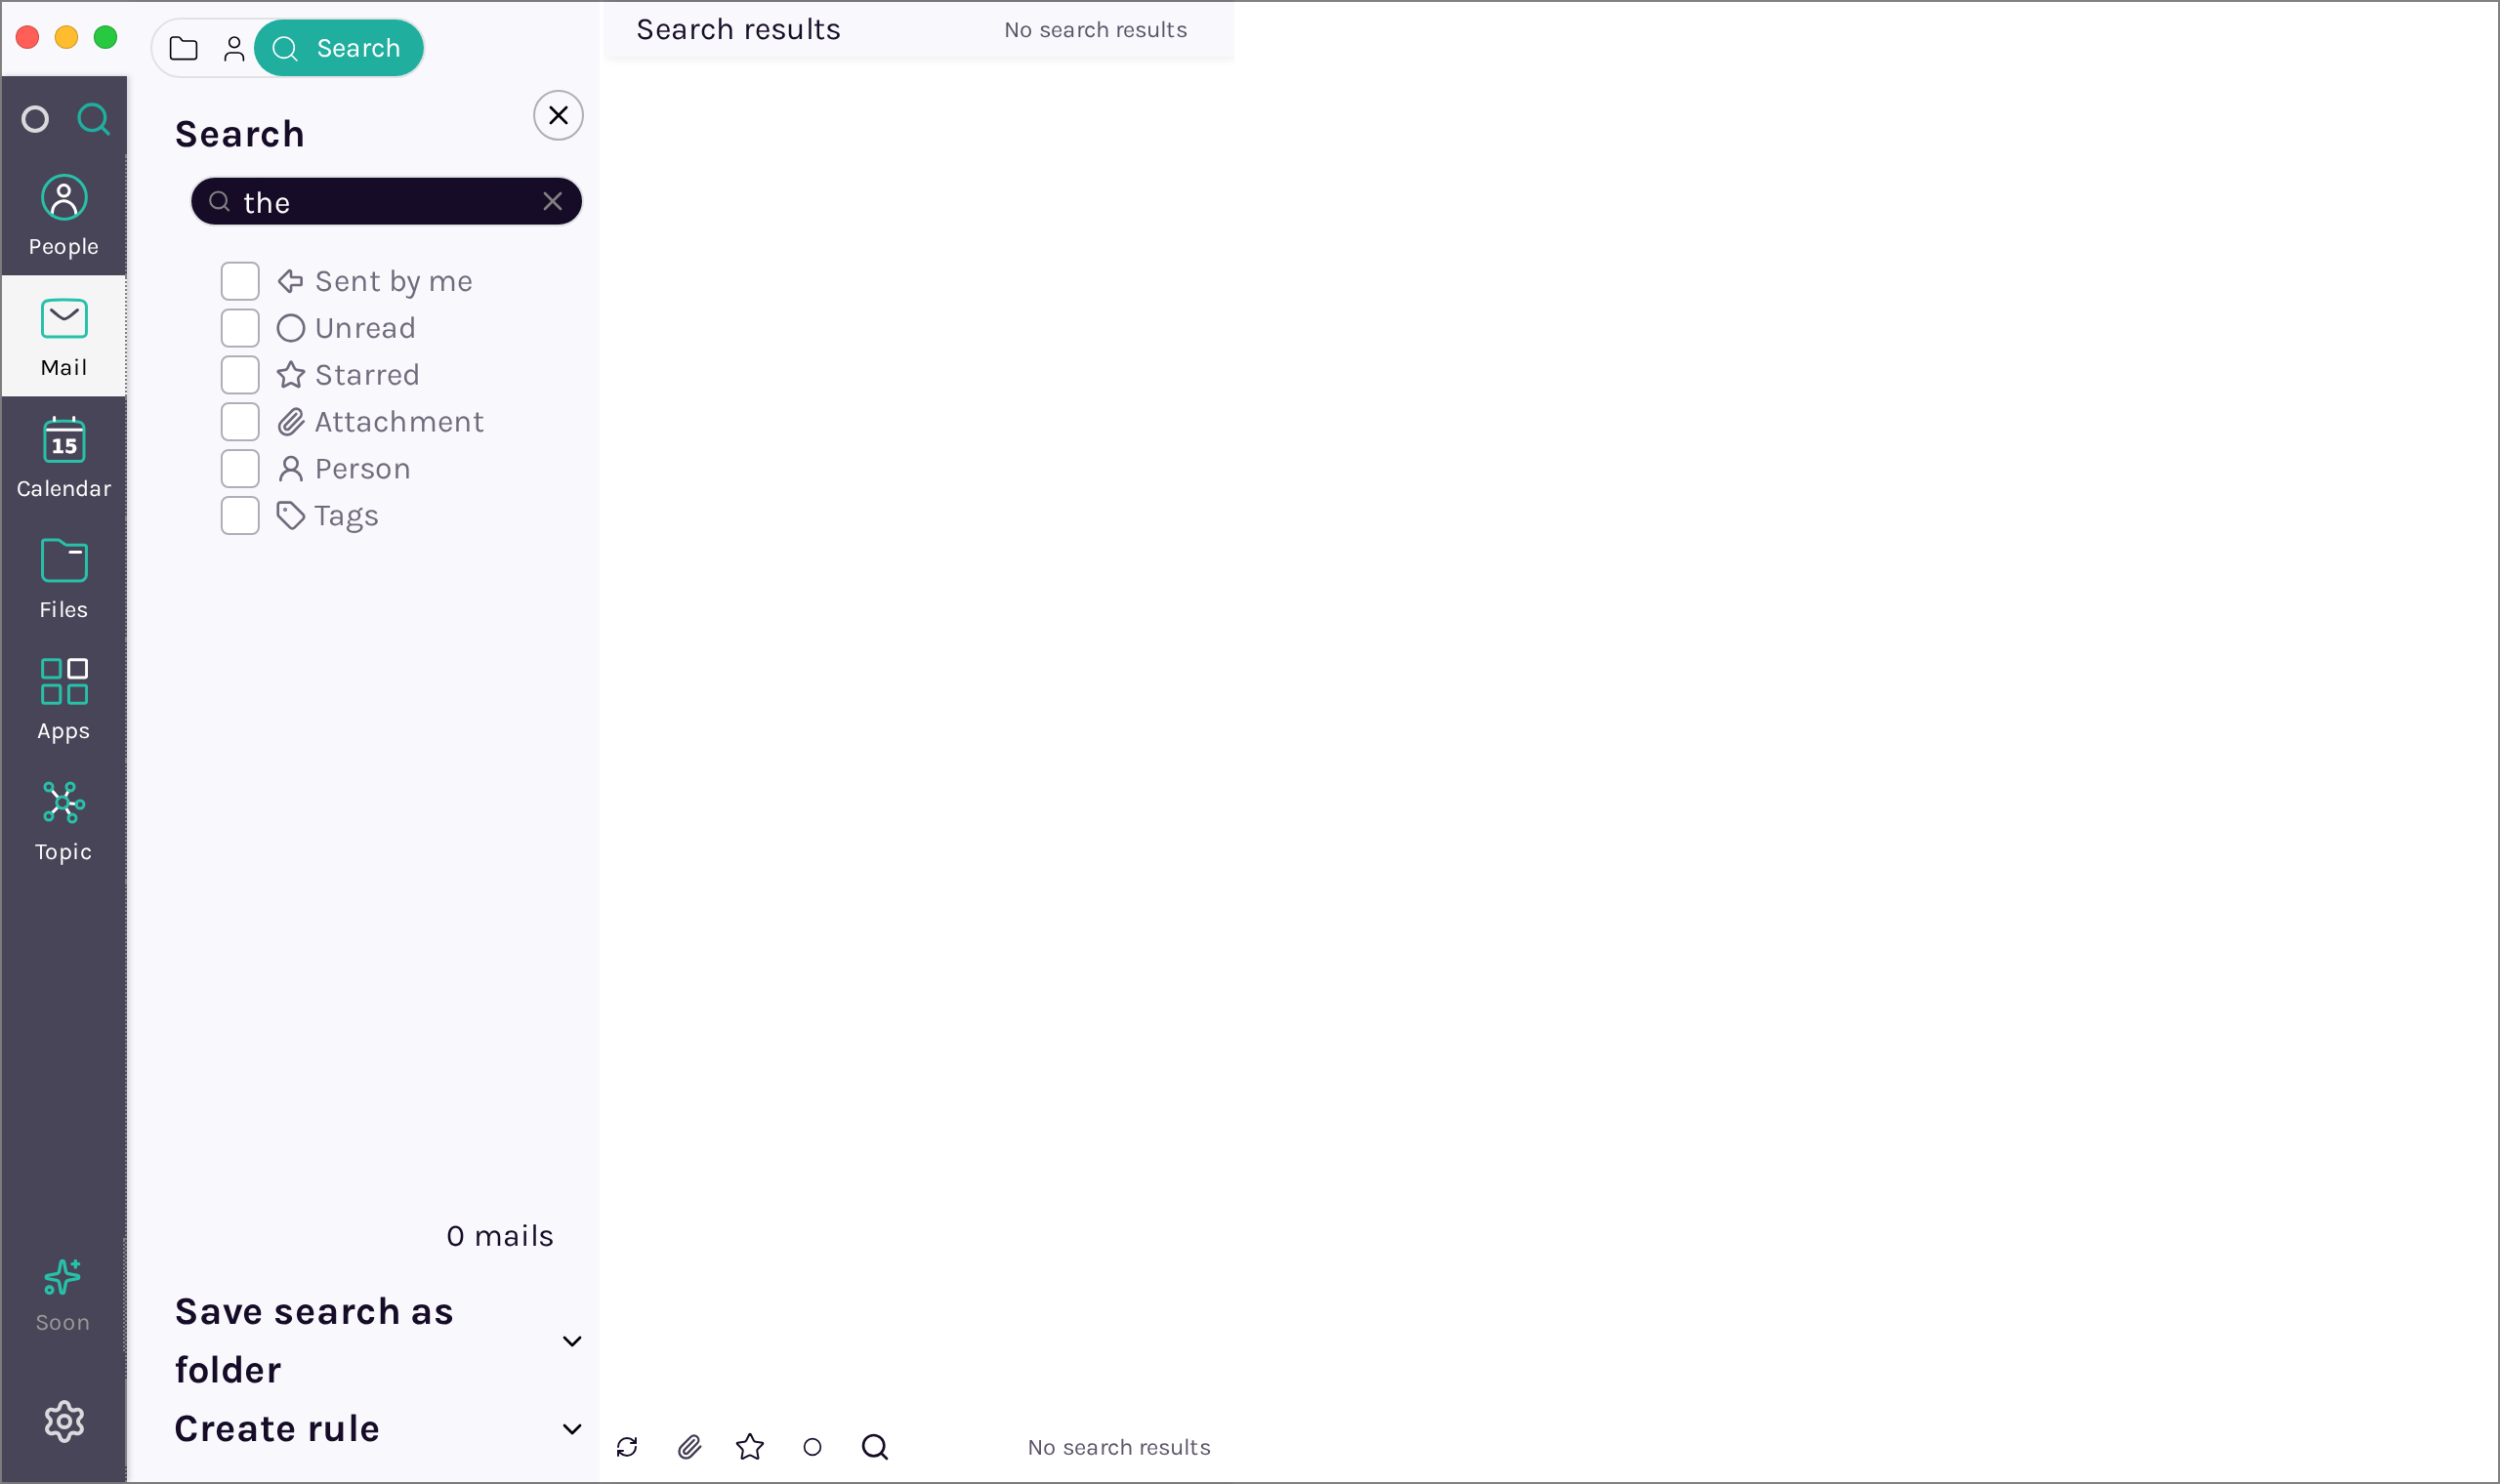 Search
Search results
No search results
Search
the
People
Mail
15
Calendar
Files
Apps
Topic
Soon
Sent by me
Unread
Starred
Attachment
Person
Tags
0 mails
Save search as
folder
Create rule
No search results